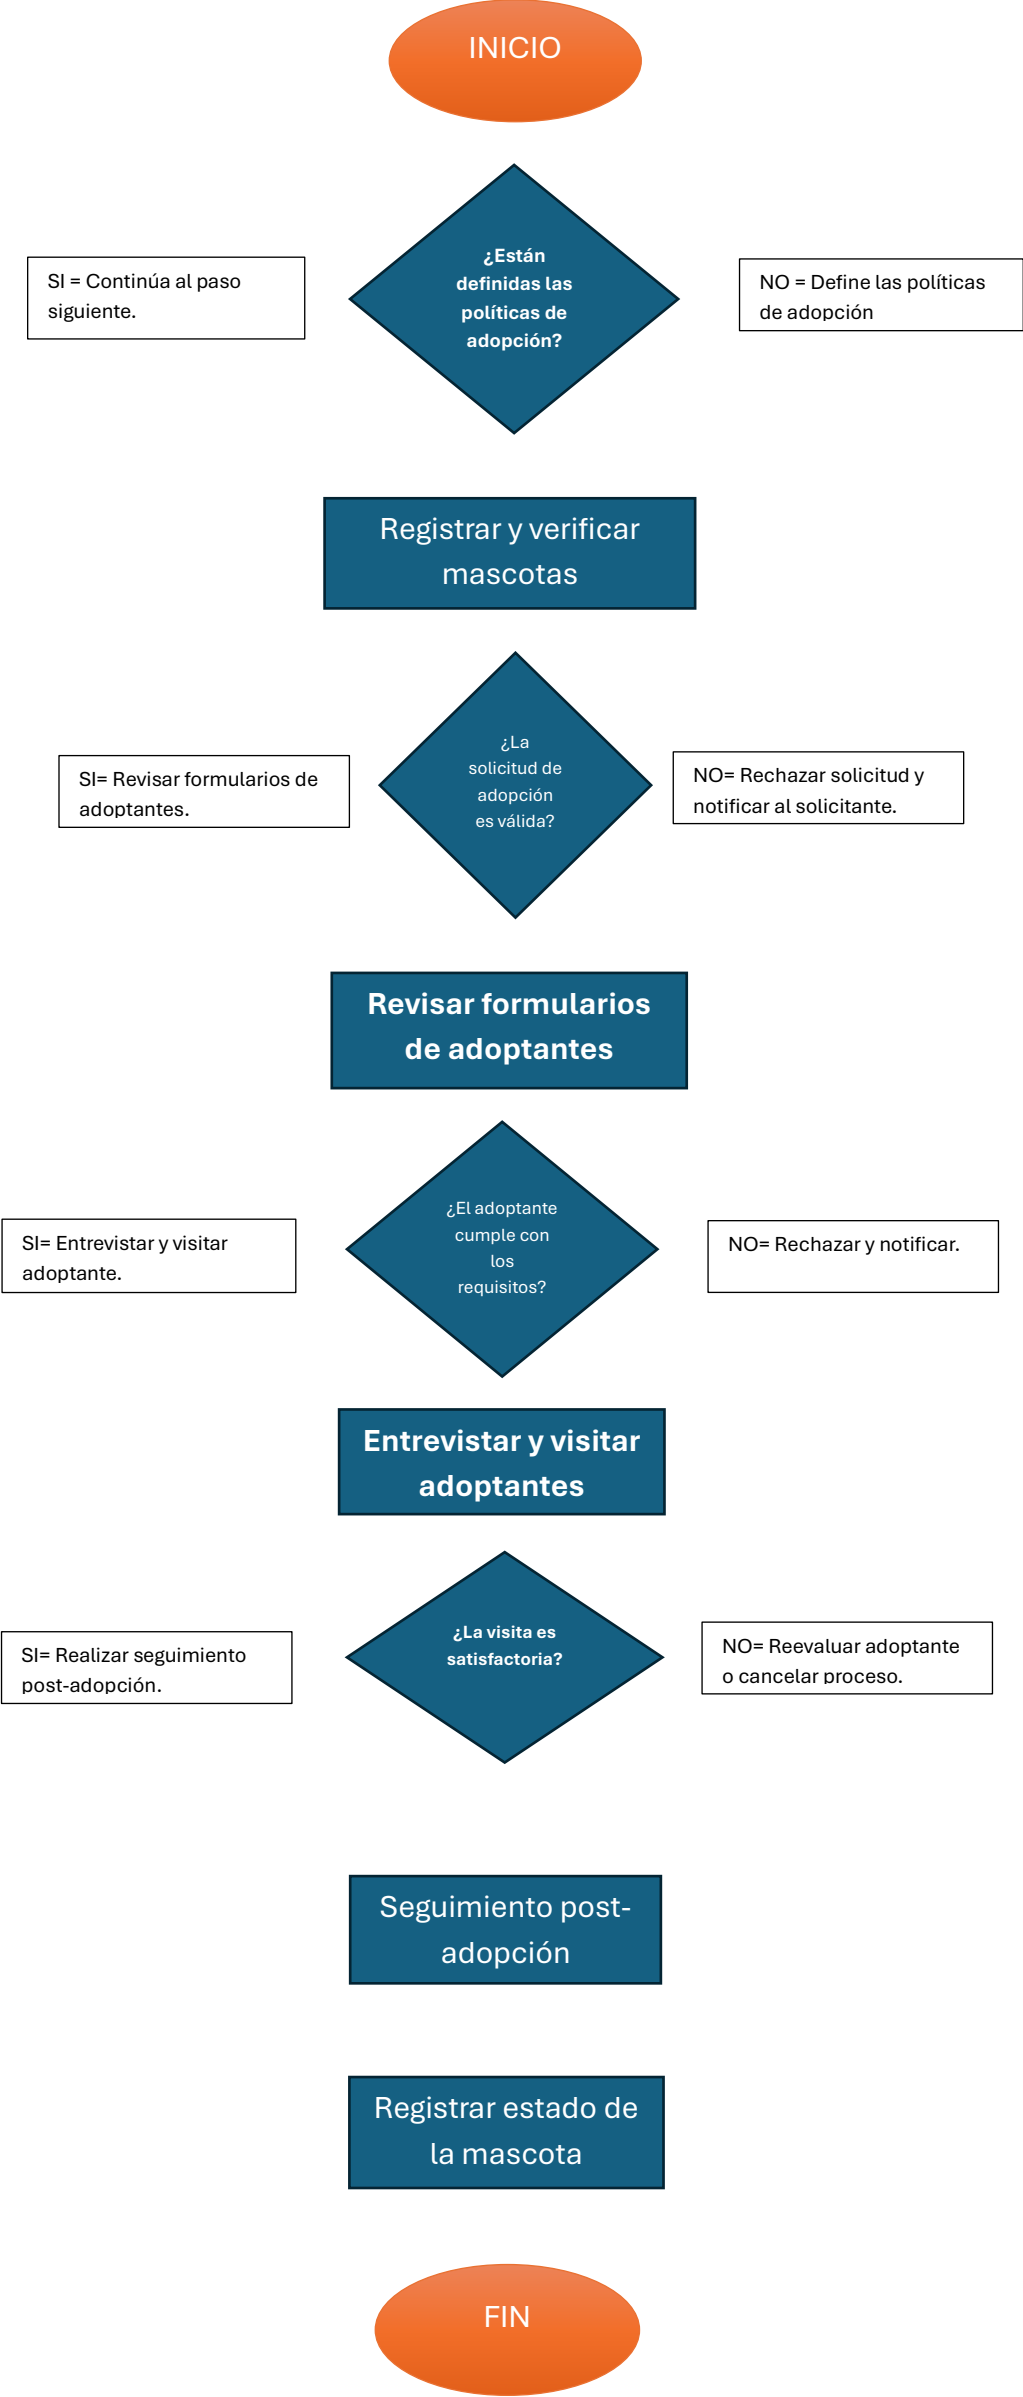 INICIO
¿Están
definidas las
políticas de
adopción?
SI = Continúa al paso
siguiente.
NO = Define las políticas
de adopción
Registrar y verificar
mascotas
¿La
solicitud de
adopción
es válida?
SI= Revisar formularios de
adoptantes.
NO= Rechazar solicitud y
notificar al solicitante.
Revisar formularios
de adoptantes
¿El adoptante
cumple con
los
requisitos?
SI= Entrevistar y visitar
adoptante.
NO= Rechazar y notificar.
Entrevistar y visitar
adoptantes
¿La visita es
satisfactoria?
SI= Realizar seguimiento
post-adopción.
NO= Reevaluar adoptante
o cancelar proceso.
Seguimiento post-
adopción
Registrar estado de
la mascota
FIN